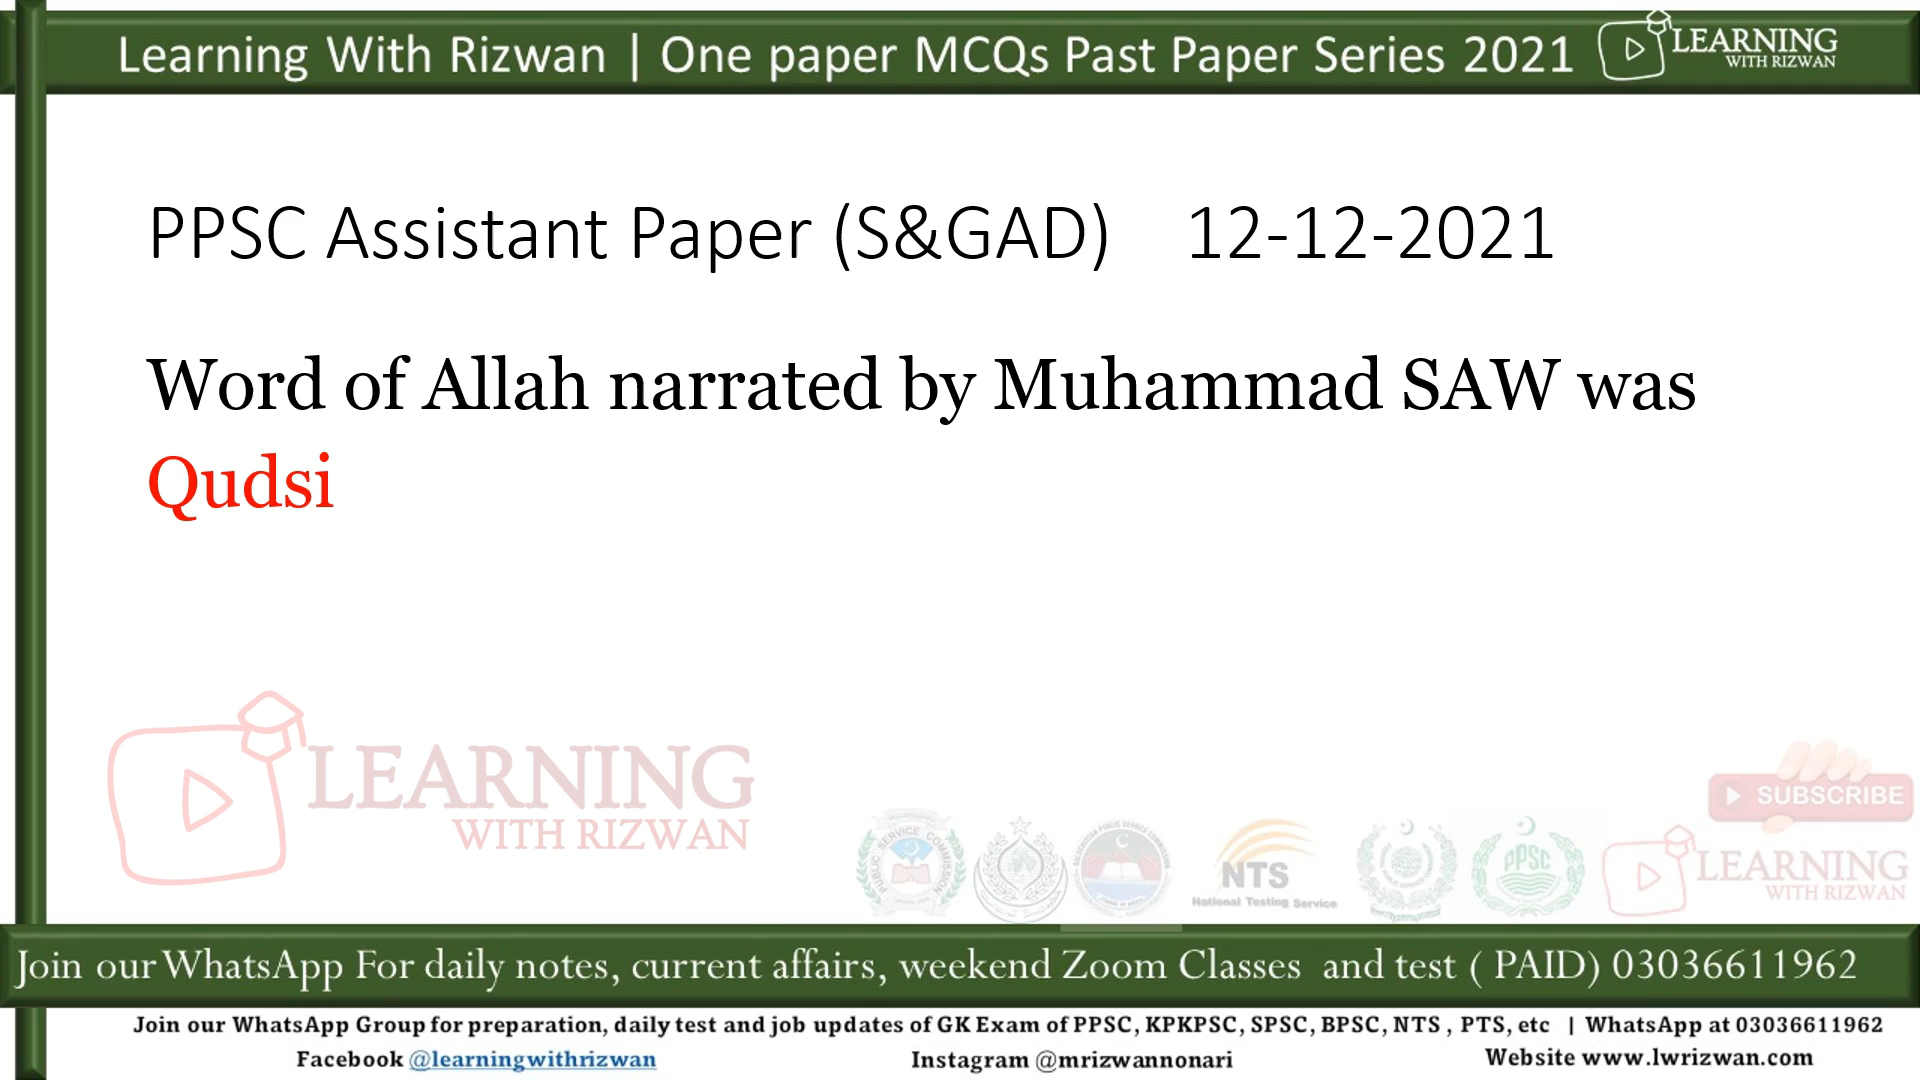 Learning With Rizwan | One paper MCQs Past Paper Series 2021
LEARNING
WITH RIZWAN
PPSC Assistant Paper (S&GAD) 12-12-2021
Word of Allah narrated by Muhammad SAW was
Qudsi
LEARNING
WITH RIZWAN
SUBSCRIBE
PUBLIC SERVICE COMMISSION
NTS
National Testing Service
PPSC
LEARNING
WITH RIZWAN
Join our WhatsApp For daily notes, current affairs, weekend Zoom Classes and test ( PAID) 03036611962
Join our WhatsApp Group for preparation, daily test and job updates of GK Exam of PPSC, KPKPSC, SPSC, BPSC, NTS , PTS, etc | WhatsApp at 03036611962
Facebook @learningwithrizwan Instagram @mrizwannonari Website www.lwrizwan.com